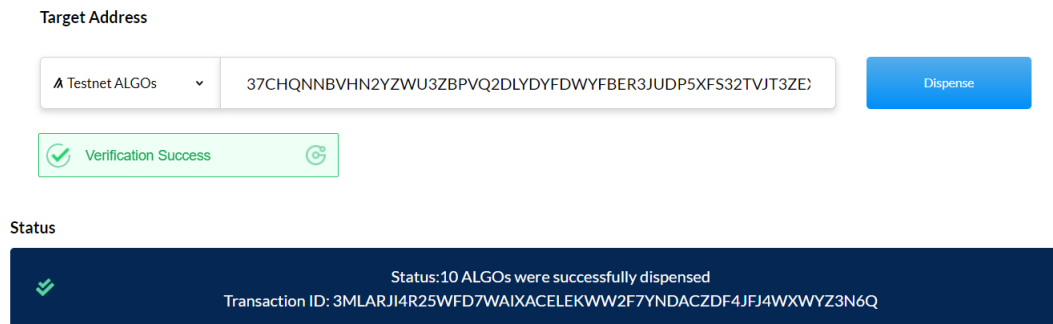 Target Address
Testnet ALGOs
37CHQNNBVHN2YZWU3ZBPVQ2DLYDYFDWYFBER3JUDP5XFS32TVJT3ZE
Dispense
Verification Success
Status
Status:10 ALGOs were successfully dispensed
Transaction ID: 3MLARJI4R25WFD7WAIXACELEKWW2F7YNDACZDF4JFJ4WXWYZ3N6Q